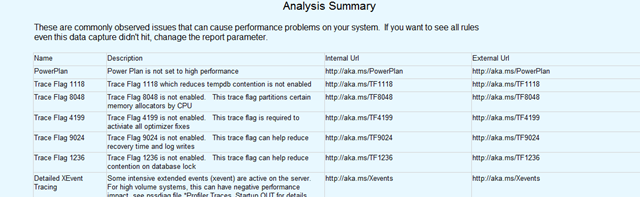 Analysis Summary
These are commonly observed issues that can cause performance problems on your system.  If you want to see all rules
even this data capture didn't hit, change the report parameter.
Name Description Internal Url External Url
PowerPlan Power Plan is not set to high performance http://aka.ms/PowerPlan http://aka.ms/PowerPlan
Trace Flag 1118 Trace Flag 1118 which reduces tempdb contention is not enabled http://aka.ms/TF1118 http://aka.ms/TF1118
Trace Flag 8048 Trace Flag 8048 is not enabled.   This trace flag partitions certain http://aka.ms/TF8048 http://aka.ms/TF8048
memory allocators by CPU
Trace Flag 4199 Trace Flag 4199 is not enabled.   This trace flag is required to http://aka.ms/TF4199 http://aka.ms/TF4199
activiate all optimizer fixes
Trace Flag 9024 Trace Flag 9024 is not enabled.   This trace flag can help reduce http://aka.ms/TF9024 http://aka.ms/TF9024
recovery time and log writes
Trace Flag 1236 Trace Flag 1236 is not enabled.  This trace flag can help reduce http://aka.ms/TF1236 http://aka.ms/TF1236
contention on database lock
Detailed XEvent Some intensive extended events (xevent) are active on the server. http://aka.ms/Xevents http://aka.ms/Xevents
Tracing For high volume systems, this can have negative performance
impact. see pssdiag file *Profiler Traces_Startup.OUT for details